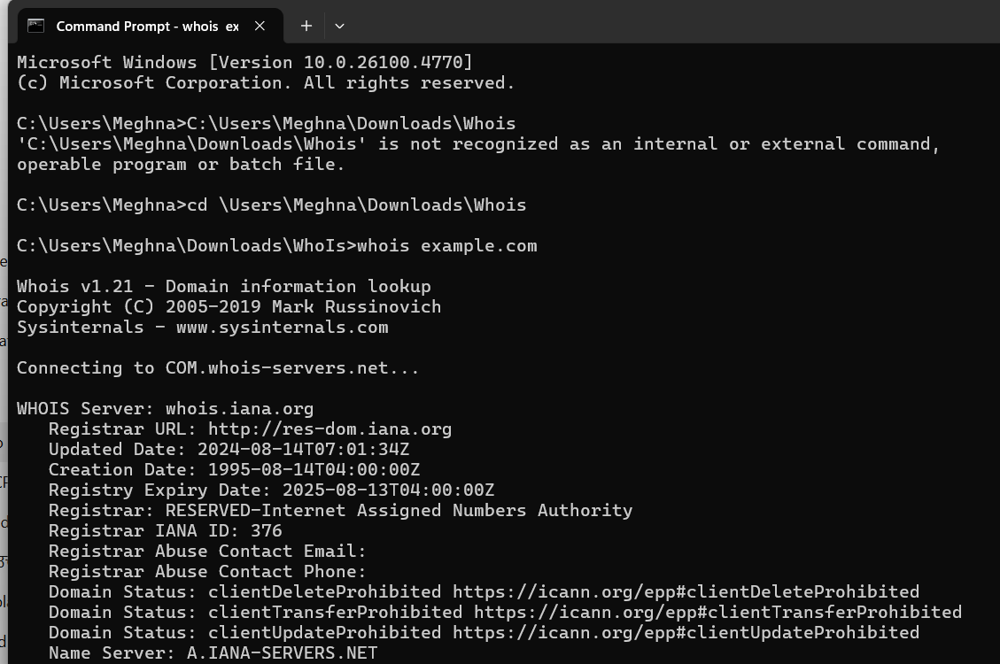 Command Prompt - whois ex
Microsoft Windows [Version 10.0.26100.4770]
(c) Microsoft Corporation. All rights reserved.
C:\Users\Meghna>C:\Users\Meghna\Downloads\Whois
'C:\Users\Meghna\Downloads\Whois' is not recognized as an internal or external command,
operable program or batch file.
C:\Users\Meghna>cd \Users\Meghna\Downloads\Whois
C:\Users\Meghna\Downloads\WhoIs>whois example.com
Whois v1.21 - Domain information lookup
Copyright (C) 2005-2019 Mark Russinovich
Sysinternals - www.sysinternals.com
Connecting to COM.whois-servers.net...
WHOIS Server: whois.iana.org
Registrar URL: http://res-dom.iana.org
Updated Date: 2024-08-14T07:01:34Z
Creation Date: 1995-08-14T04:00:00Z
Registry Expiry Date: 2025-08-13T04:00:00Z
Registrar: RESERVED-Internet Assigned Numbers Authority
Registrar IANA ID: 376
Registrar Abuse Contact Email:
Registrar Abuse Contact Phone:
Domain Status: clientDeleteProhibited https://icann.org/epp#clientDeleteProhibited
Domain Status: clientTransferProhibited https://icann.org/epp#clientTransferProhibited
Domain Status: clientUpdateProhibited https://icann.org/epp#clientUpdateProhibited
Name Server: A.IANA-SERVERS.NET